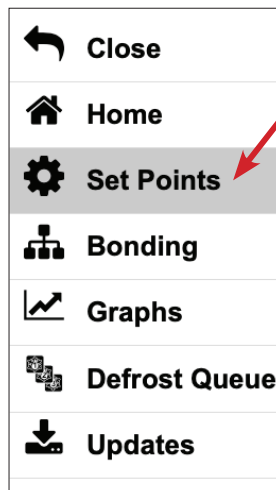 Close
Home
Set Points
Bonding
Graphs
Defrost Queue
Updates